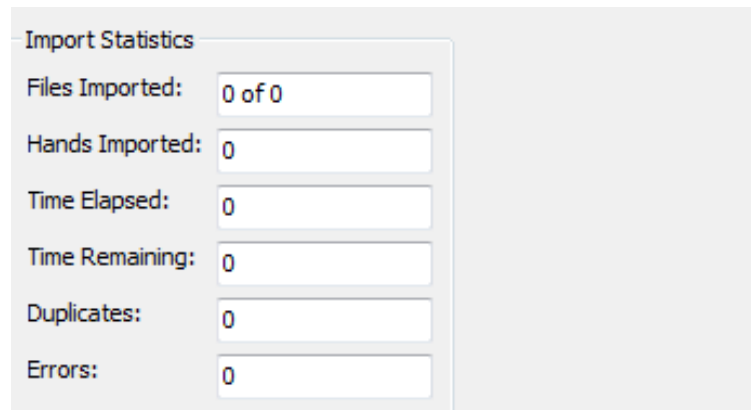 Import Statistics
Files Imported: 0 of 0
Hands Imported: 0
Time Elapsed: 0
Time Remaining: 0
Duplicates: 0
Errors: 0